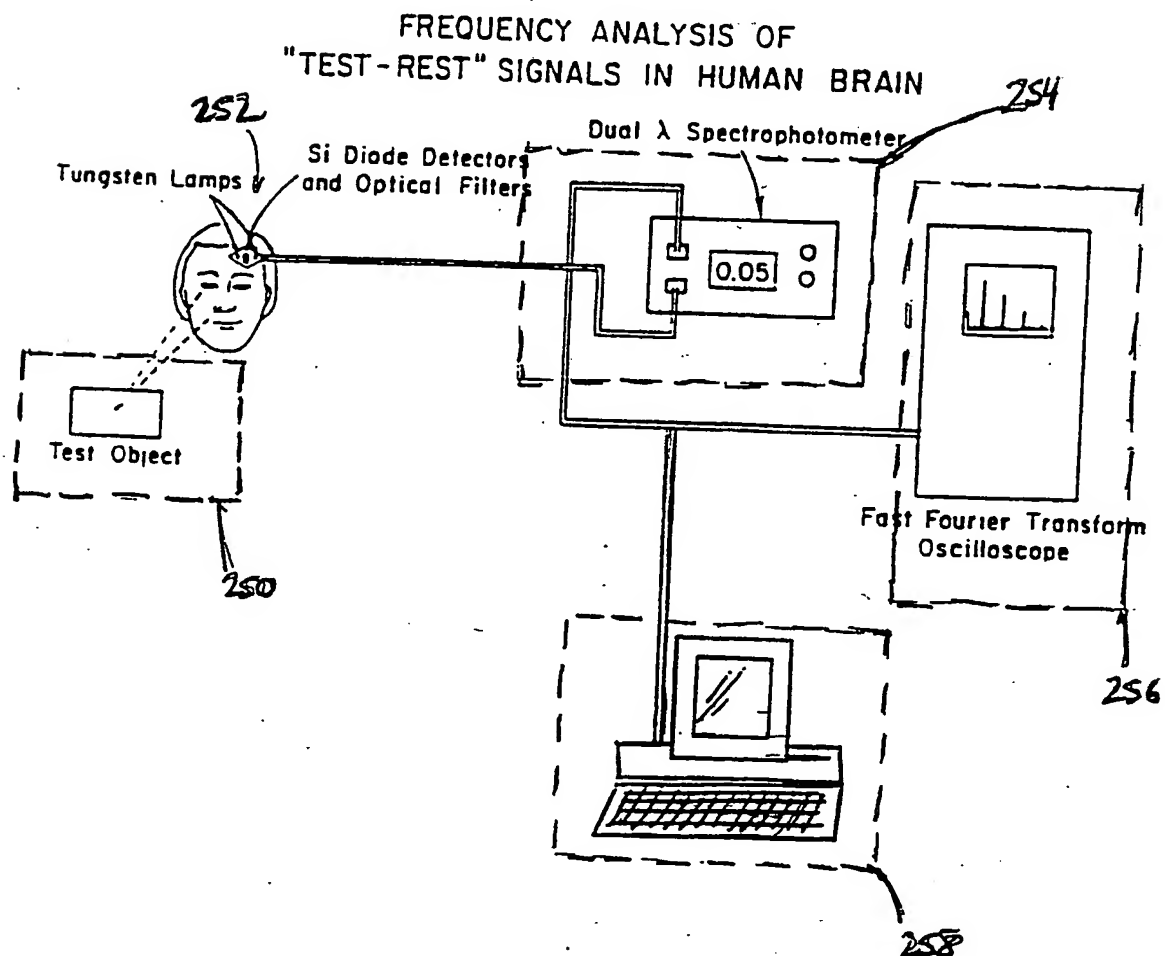 FREQUENCY ANALYSIS OF
"TEST-REST" SIGNALS IN HUMAN BRAIN
252
254
Dual λ Spectrophotometer
Si Diode Detectors
and Optical Filters
Tungsten Lamps
0.05
Test Object
250
Fast Fourier Transform
Oscilloscope
256
258